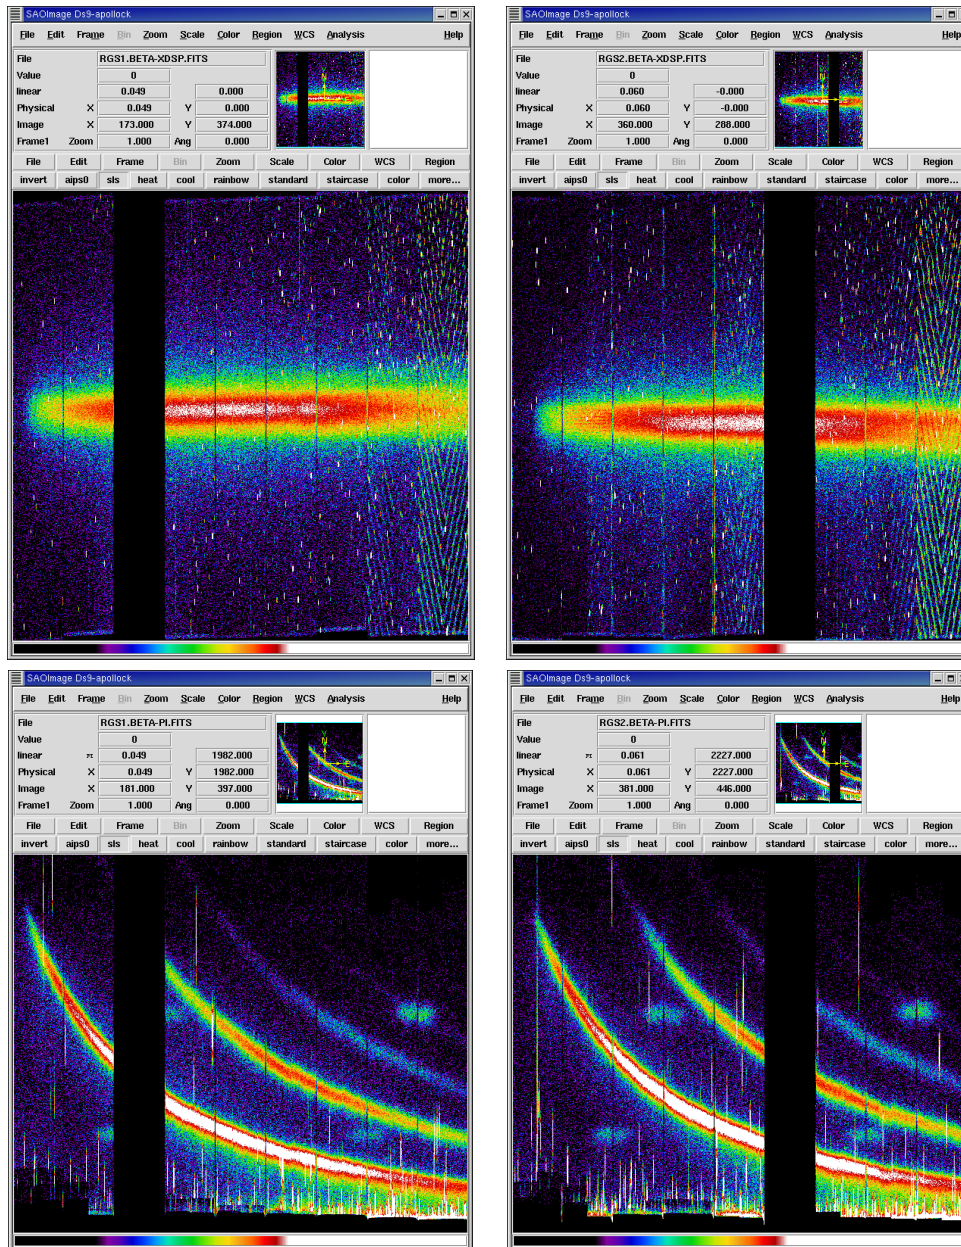 SAOImage Ds9-apollock
File Edit Frame Bin Zoom Scale Color Region WCS Analysis Help
File RGS1.BETA-XDSP.FITS
Value 0
linear 0.049 0.000
Physical X 0.049 Y 0.000
Image X 173.000 Y 374.000
Frame1 Zoom 1.000 Ang 0.000
File Edit Frame Bin Zoom Scale Color WCS Region
invert aips0 sls heat cool rainbow standard staircase color more...
SAOImage Ds9-apollock
File Edit Frame Bin Zoom Scale Color Region WCS Analysis Help
File RGS2.BETA-XDSP.FITS
Value 0
linear 0.060 -0.000
Physical X 0.060 Y -0.000
Image X 360.000 Y 288.000
Frame1 Zoom 1.000 Ang 0.000
File Edit Frame Bin Zoom Scale Color WCS Region
invert aips0 sls heat cool rainbow standard staircase color more...
SAOImage Ds9-apollock
File Edit Frame Bin Zoom Scale Color Region WCS Analysis Help
File RGS1.BETA-PI.FITS
Value 0
linear 0.049 1982.000
Physical X 0.049 Y 1982.000
Image X 181.000 Y 397.000
Frame1 Zoom 1.000 Ang 0.000
File Edit Frame Bin Zoom Scale Color WCS Region
invert aips0 sls heat cool rainbow standard staircase color more...
SAOImage Ds9-apollock
File Edit Frame Bin Zoom Scale Color Region WCS Analysis Help
File RGS2.BETA-PI.FITS
Value 0
linear 0.061 2227.000
Physical X 0.061 Y 2227.000
Image X 381.000 Y 446.000
Frame1 Zoom 1.000 Ang 0.000
File Edit Frame Bin Zoom Scale Color WCS Region
invert aips0 sls heat cool rainbow standard staircase color more...